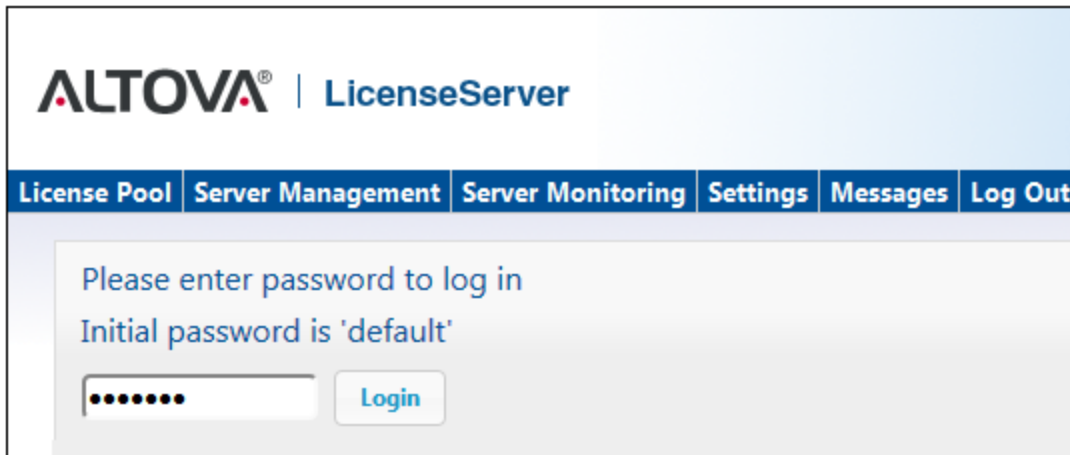 ALTOVA® | LicenseServer
License Pool Server Management Server Monitoring Settings Messages Log Out
Please enter password to log in
Initial password is 'default'
••••••• Login